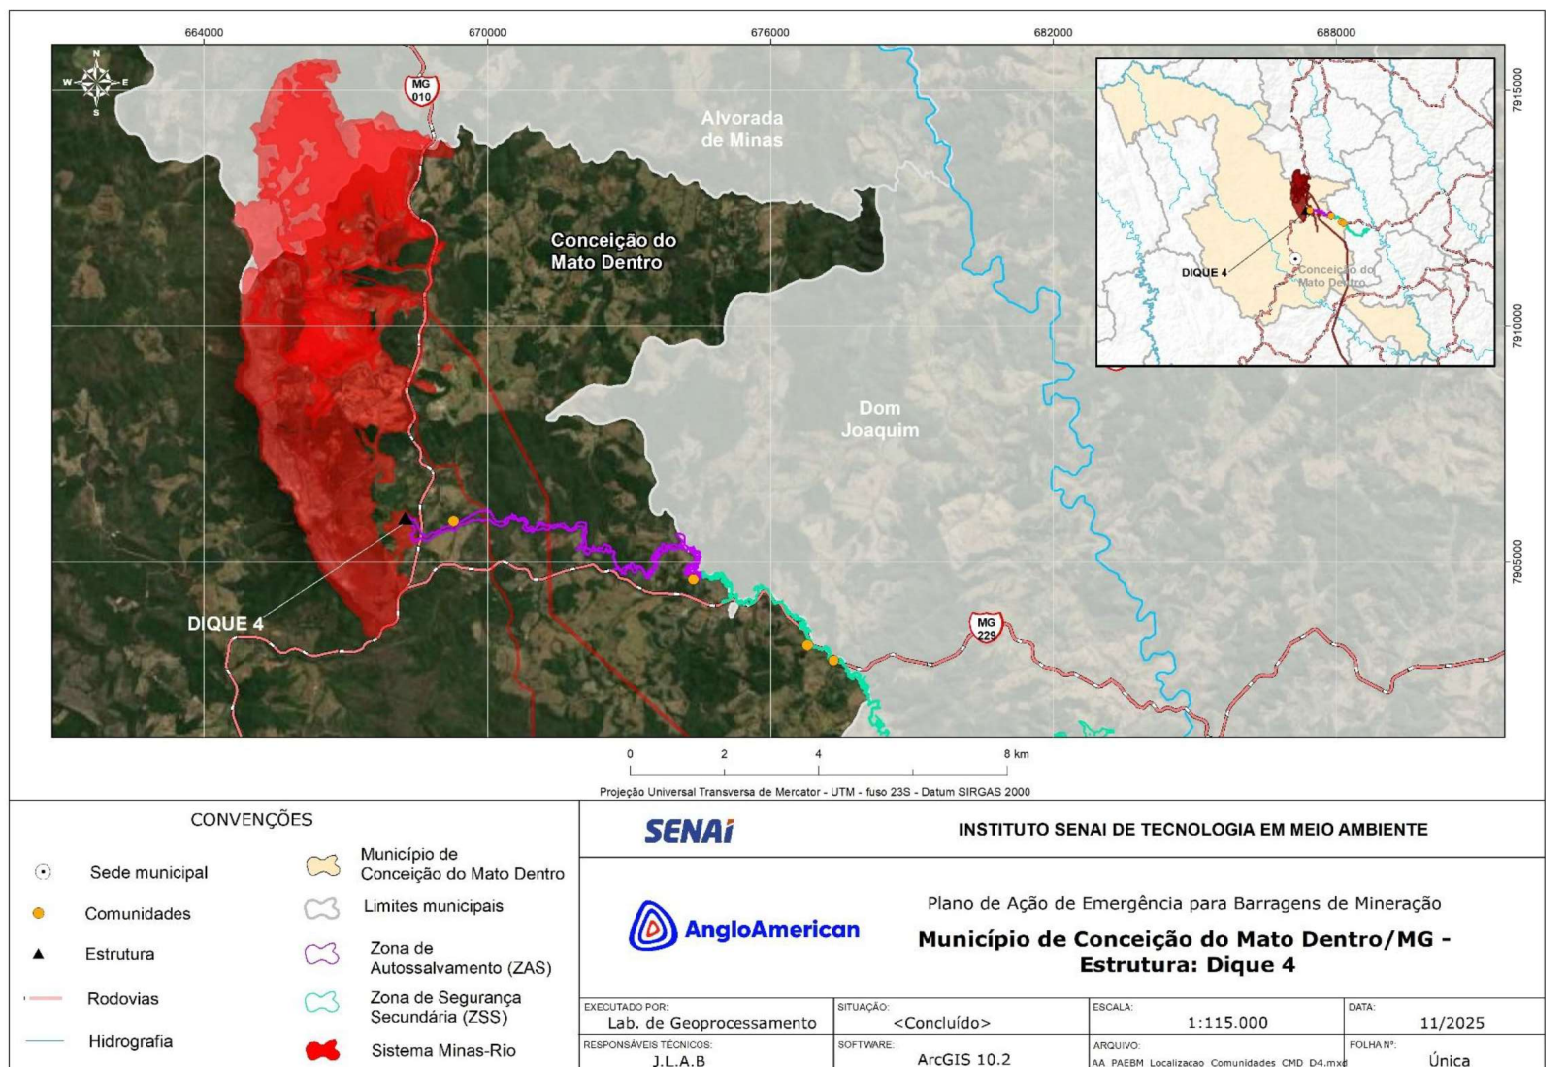 664000
670000
676000
682000
688000
N
W
E
S
MG
010
Alvorada
de Minas
7915000
Conceição do
Mato Dentro
DIQUE 4
Conceição do
Mato Dentro
7910000
Dom
Joaquim
7905000
DIQUE 4
MG
229
0
2
4
8 km
Projeção Universal Transversa de Mercator - UTM - fuso 23S - Datum SIRGAS 2000
CONVENÇÕES
Sede municipal
Comunidades
Estrutura
Rodovias
Hidrografia
Município de
Conceição do Mato Dentro
Limites municipais
Zona de
Autossalvamento (ZAS)
Zona de Segurança
Secundária (ZSS)
Sistema Minas-Rio
SENAI
INSTITUTO SENAI DE TECNOLOGIA EM MEIO AMBIENTE
AngloAmerican
Plano de Ação de Emergência para Barragens de Mineração
Município de Conceição do Mato Dentro/MG -
Estrutura: Dique 4
EXECUTADO POR:
Lab. de Geoprocessamento
SITUAÇÃO:
<Concluído>
ESCALA:
1:115.000
DATA:
11/2025
RESPONSÁVEIS TÉCNICOS:
J.L.A.B
SOFTWARE:
ArcGIS 10.2
ARQUIVO:
AA_PAEBM_Localizacao_Comunidades_CMD_D4.mxd
FOLHA Nº:
Única